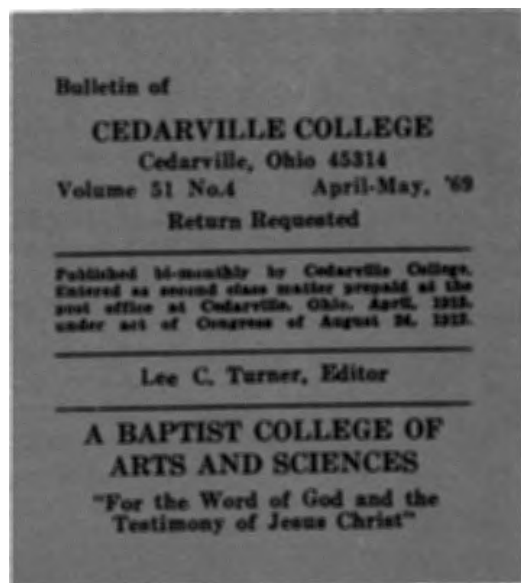 Bulletin of
CEDARVILLE COLLEGE
Cedarville, Ohio 45314
Volume 51 No.4 April-May, '69
Return Requested
Published bi-monthly by Cedarville College.
Entered as second class matter prepaid at the
post office at Cedarville, Ohio, April,
under act of Congress of August 24, 1912.
Lee C. Turner, Editor
A BAPTIST COLLEGE OF
ARTS AND SCIENCES
"For the Word of God and the
Testimony of Jesus Christ"